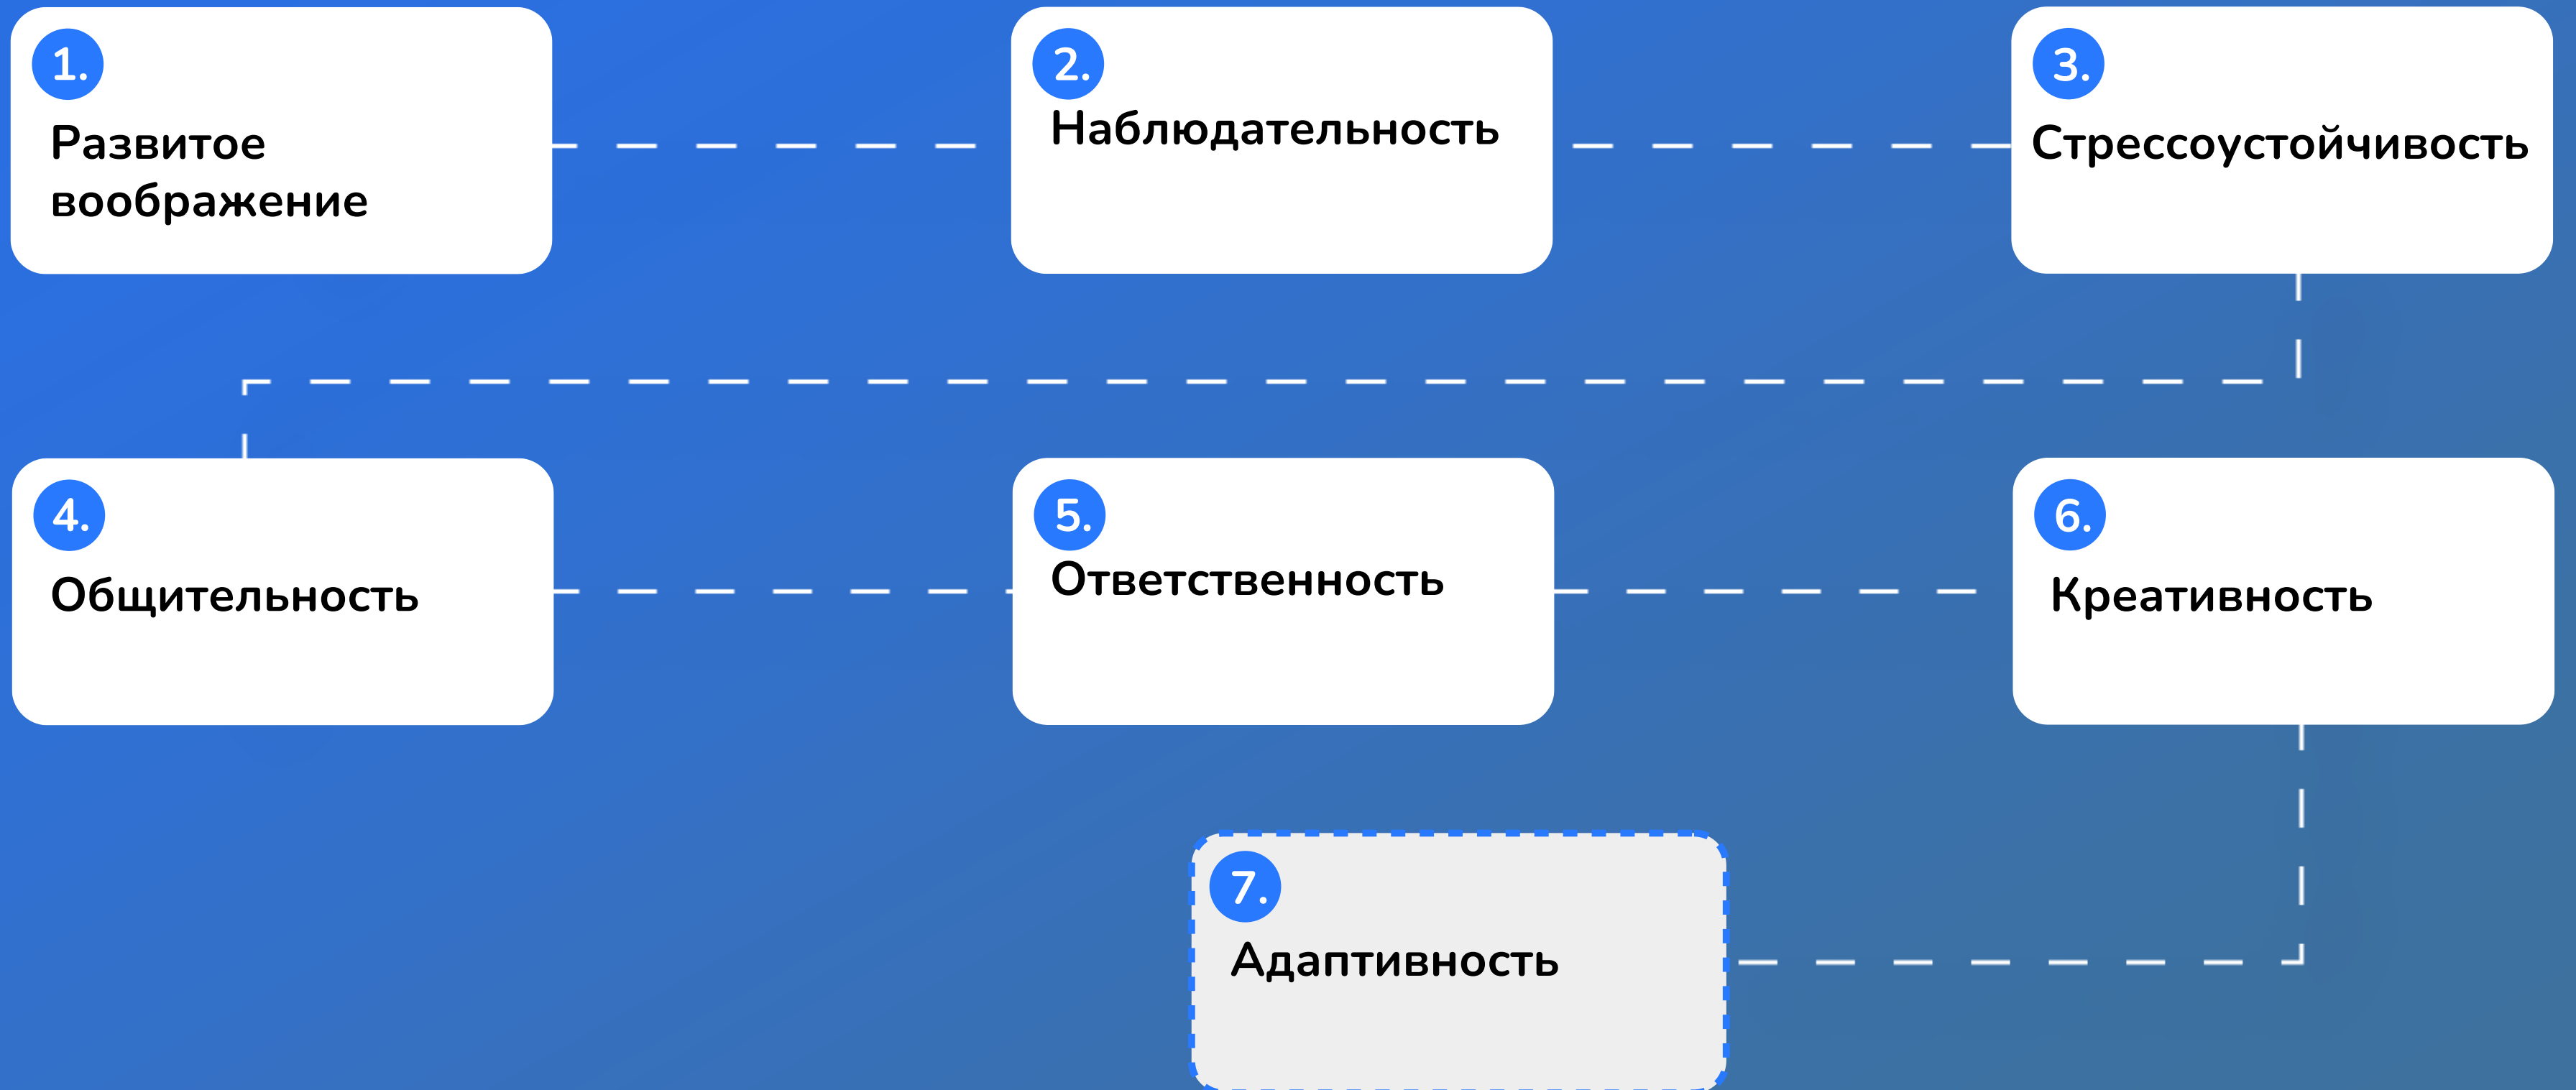 1.
Развитое
воображение
2.
Наблюдательность
3.
Стрессоустойчивость
4.
Общительность
5.
Ответственность
6.
Креативность
7.
Адаптивность